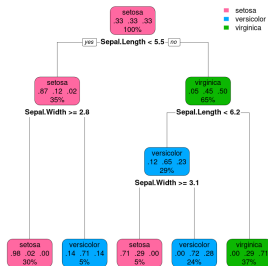 setosa
.33 .33 .33
100%
setosa
versicolor
virginica
yes
Sepal.Length < 5.5
no
setosa
.87 .12 .02
35%
virginica
.05 .45 .50
65%
Sepal.Width >= 2.8
Sepal.Length < 6.2
versicolor
.12 .65 .23
29%
Sepal.Width >= 3.1
setosa
.98 .02 .00
30%
versicolor
.14 .71 .14
5%
setosa
.71 .29 .00
5%
versicolor
.00 .72 .28
24%
virginica
.00 .29 .71
37%